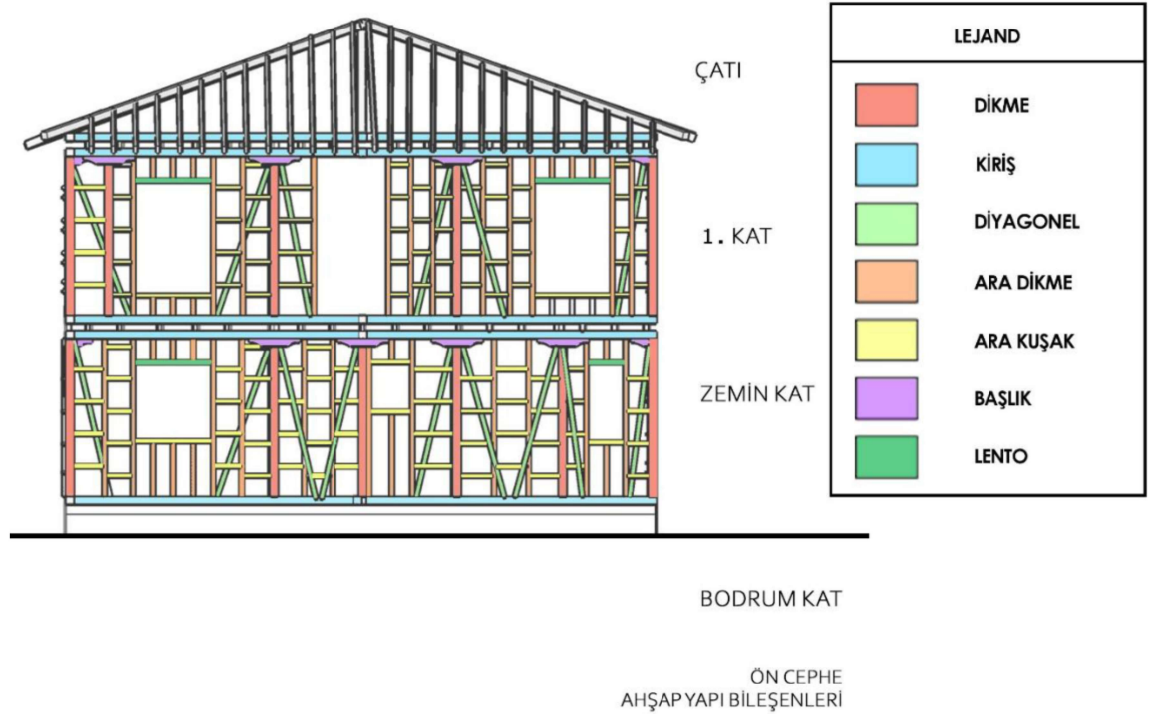 LEJAND
ÇATI
DİKME
KİRİŞ
DİYAGONEL
1. KAT
ARA DİKME
ARA KUŞAK
ZEMİN KAT
BAŞLIK
LENTO
BODRUM KAT
ÖN CEPHE
AHŞAP YAPI BİLEŞENLERİ